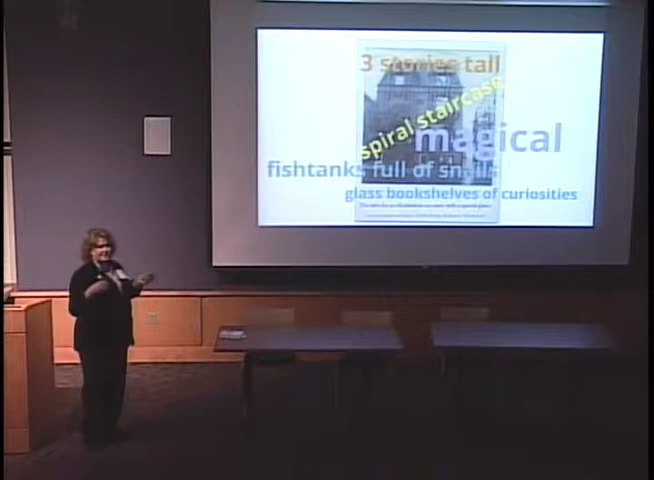 3 stories tall
spiral staircase
magical
fishtanks full of snails
glass bookshelves of curiosities